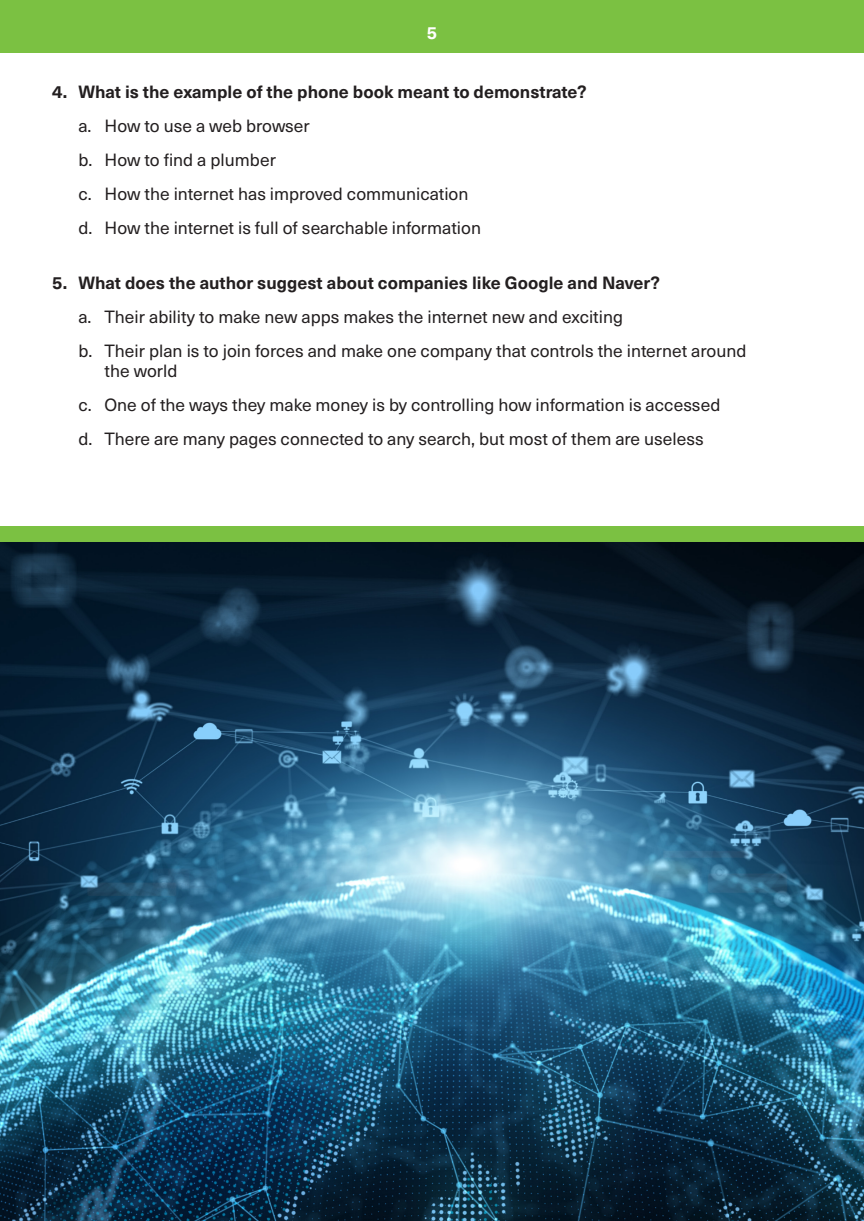 5
4. What is the example of the phone book meant to demonstrate?
a. How to use a web browser
b. How to find a plumber
c. How the internet has improved communication
d. How the internet is full of searchable information
5. What does the author suggest about companies like Google and Naver?
a. Their ability to make new apps makes the internet new and exciting
b. Their plan is to join forces and make one company that controls the internet around
the world
c. One of the ways they make money is by controlling how information is accessed
d. There are many pages connected to any search, but most of them are useless